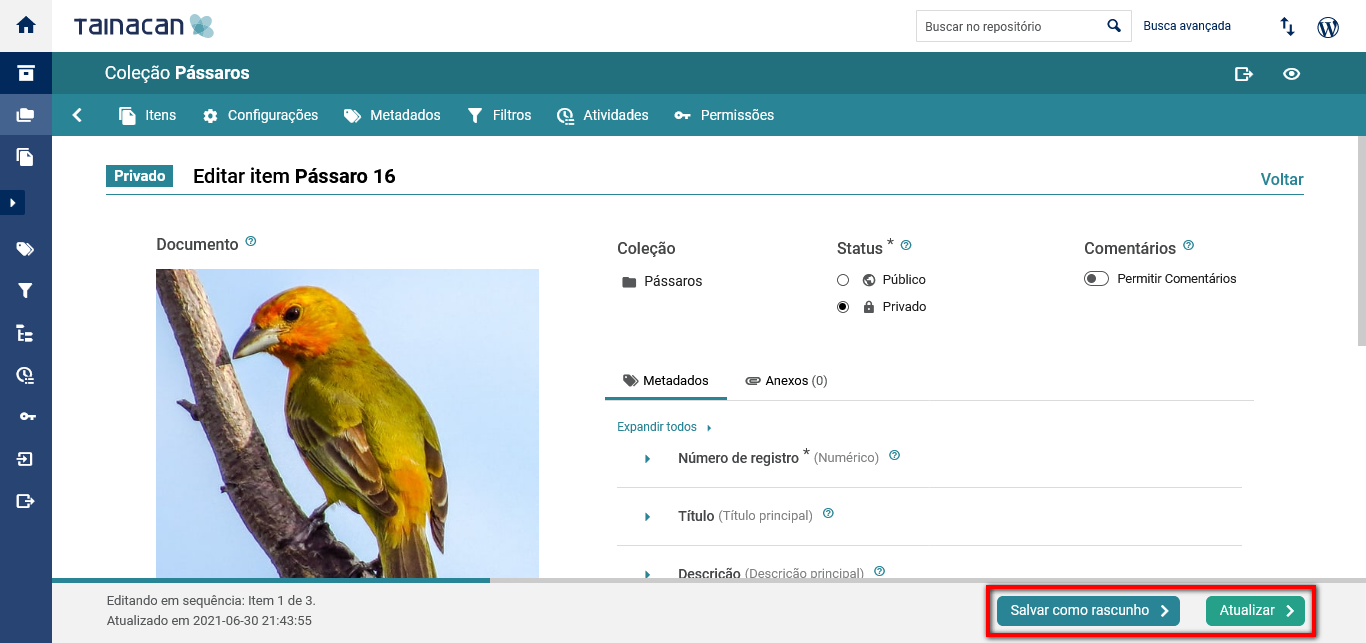 TAINACAN
Buscar no repositório
Busca avançada
Coleção Pássaros
Itens
Configurações
Metadados
Filtros
Atividades
Permissões
Privado
Editar item Pássaro 16
Voltar
Documento
Coleção
Pássaros
Status *
Público
Privado
Comentários
Permitir Comentários
Metadados
Anexos (0)
Expandir todos
Número de registro * (Numérico)
Título (Título principal)
Descrição (Descrição principal)
Editando em sequência: Item 1 de 3.
Atualizado em 2021-06-30 21:43:55
Salvar como rascunho
Atualizar